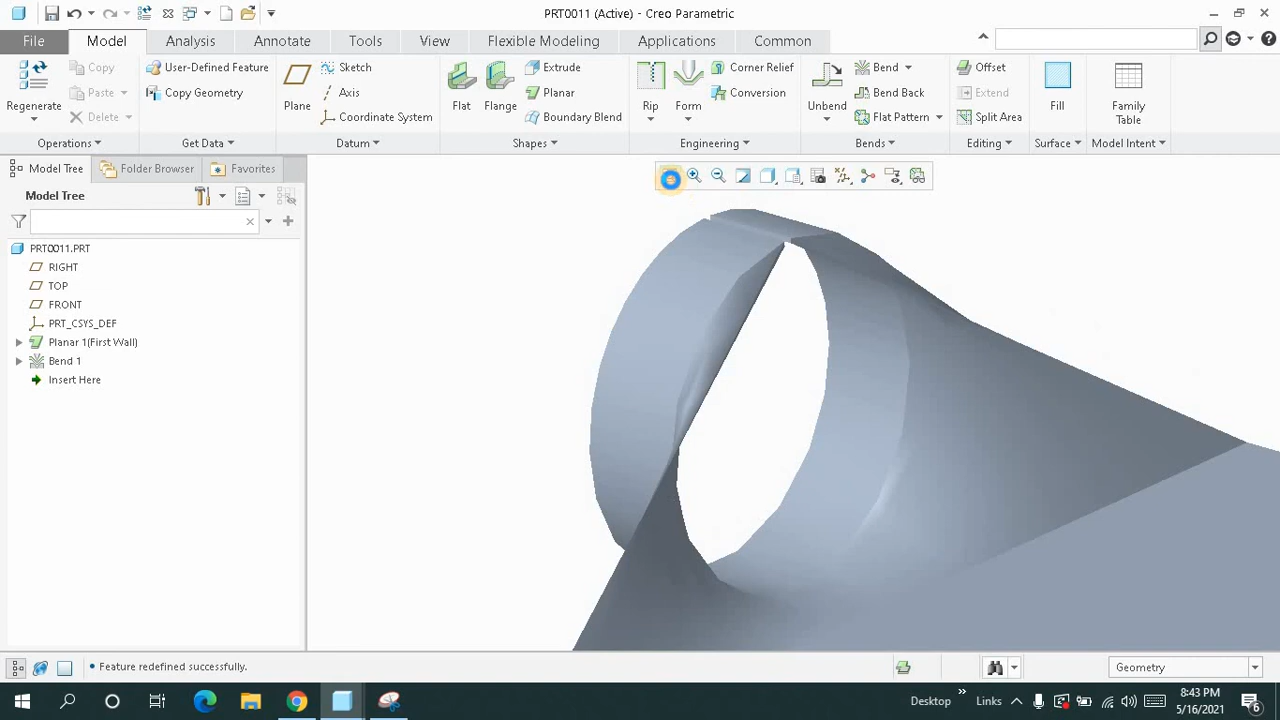 PRT0011 (Active) - Creo Parametric
File Model Analysis Annotate Tools View Flexible Modeling Applications Common
Regenerate
Copy
Paste
Delete
User-Defined Feature
Copy Geometry
Plane
Sketch
Axis
Coordinate System
Flat
Flange
Extrude
Planar
Boundary Blend
Rip
Form
Corner Relief
Conversion
Unbend
Bend
Bend Back
Flat Pattern
Offset
Extend
Split Area
Fill
Family
Table
Operations Get Data Datum Shapes Engineering Bends Editing Surface Model Intent
Model Tree Folder Browser Favorites
Model Tree
PRT0011.PRT
RIGHT
TOP
FRONT
PRT_CSYS_DEF
Planar 1(First Wall)
Bend 1
Insert Here
Feature redefined successfully.
Geometry
Desktop
Links
8:43 PM
5/16/2021
6